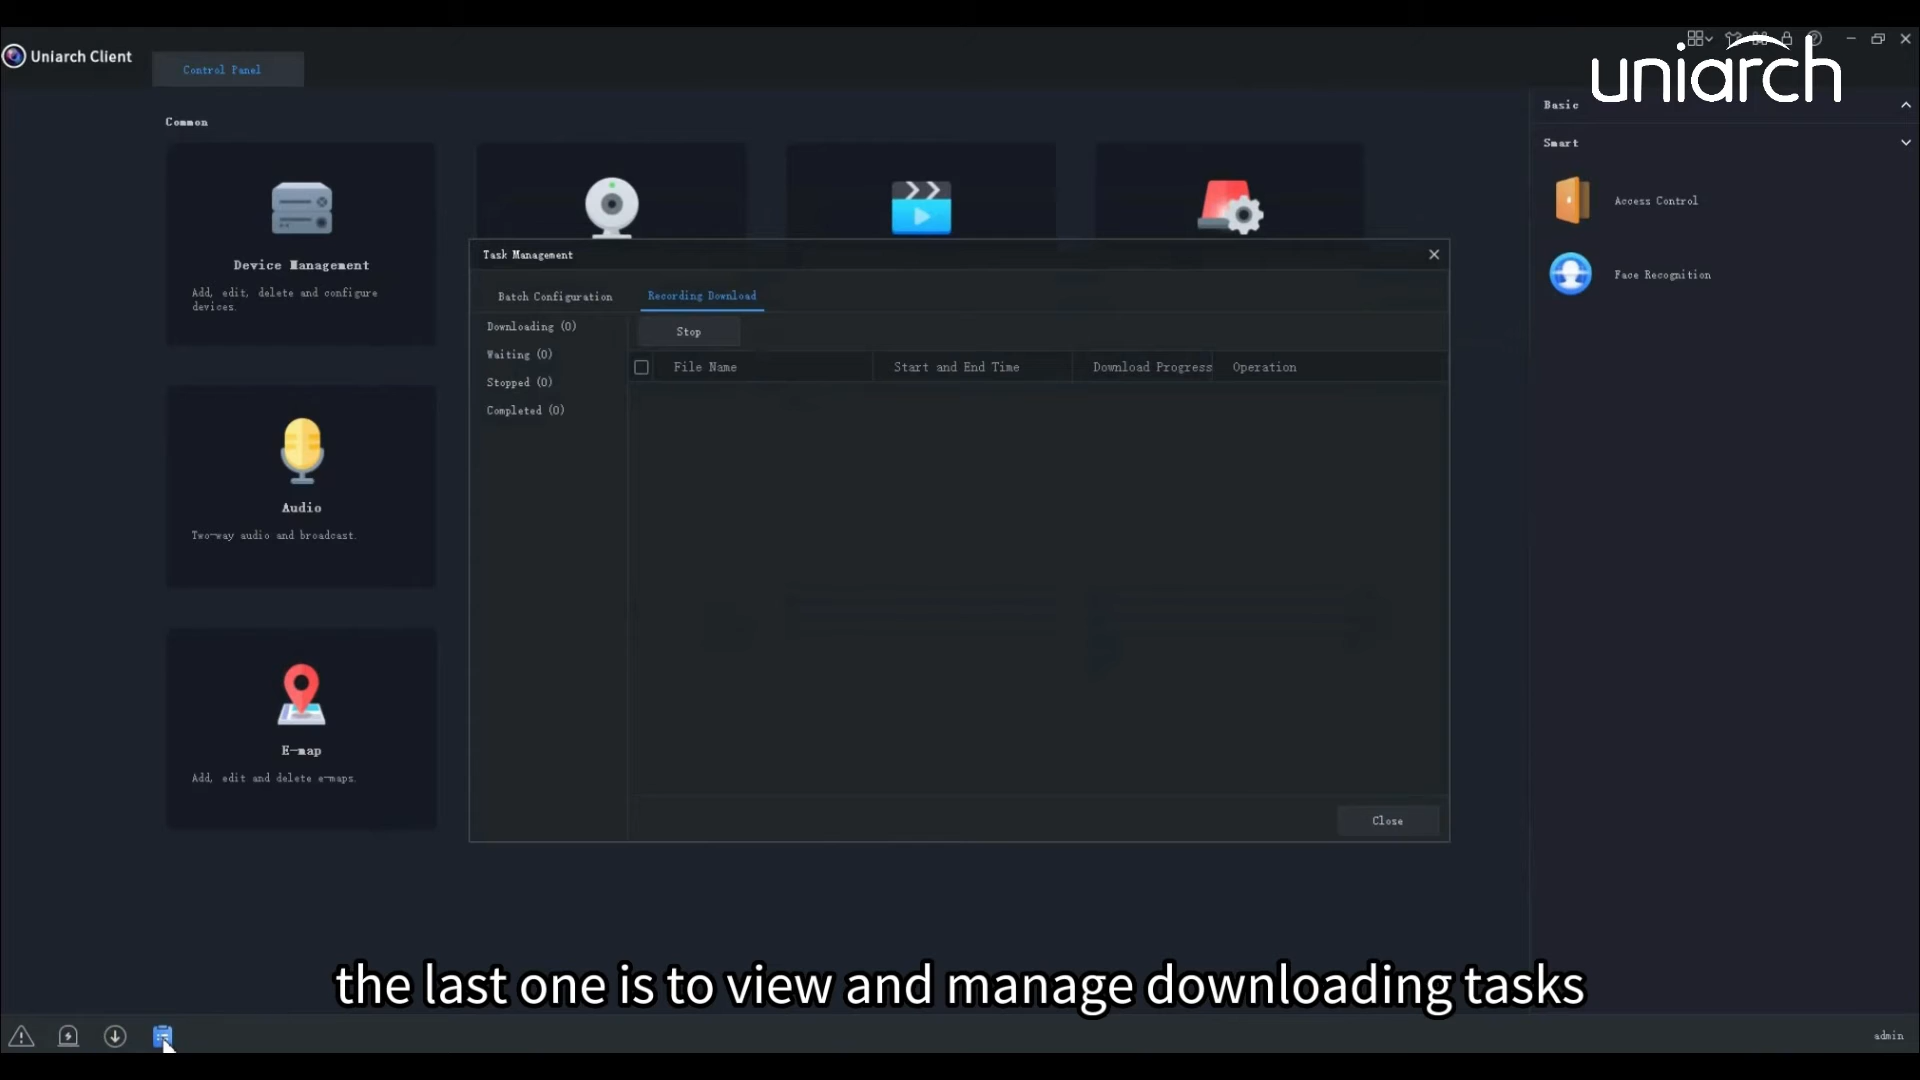 Uniarch Client
Control Panel
uniarch
Basic
Smart
Access Control
Face Recognition
Common
Device Management
Add, edit, delete and configure
devices.
Audio
Two-way audio and broadcast.
E-map
Add, edit and delete e-maps.
Task Management
Batch Configuration
Recording Download
Downloading (0)
Waiting (0)
Stopped (0)
Completed (0)
Stop
File Name
Start and End Time
Download Progress
Operation
Close
the last one is to view and manage downloading tasks
admin